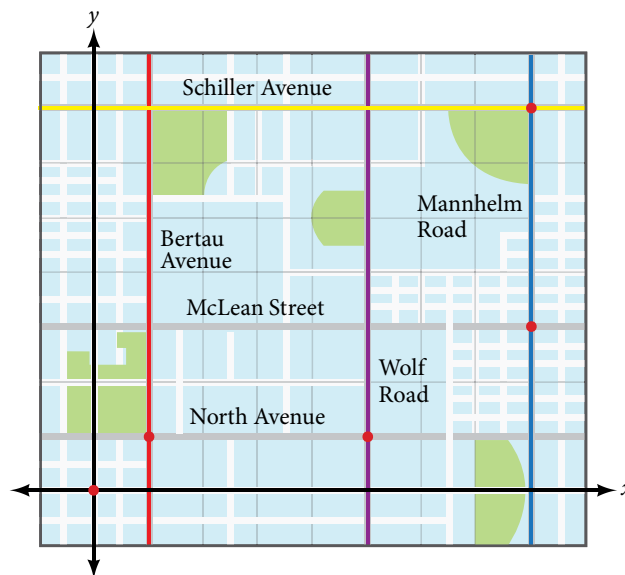 y
Schiller Avenue
Mannhelm
Road
Bertau
Avenue
McLean Street
Wolf
Road
North Avenue
x